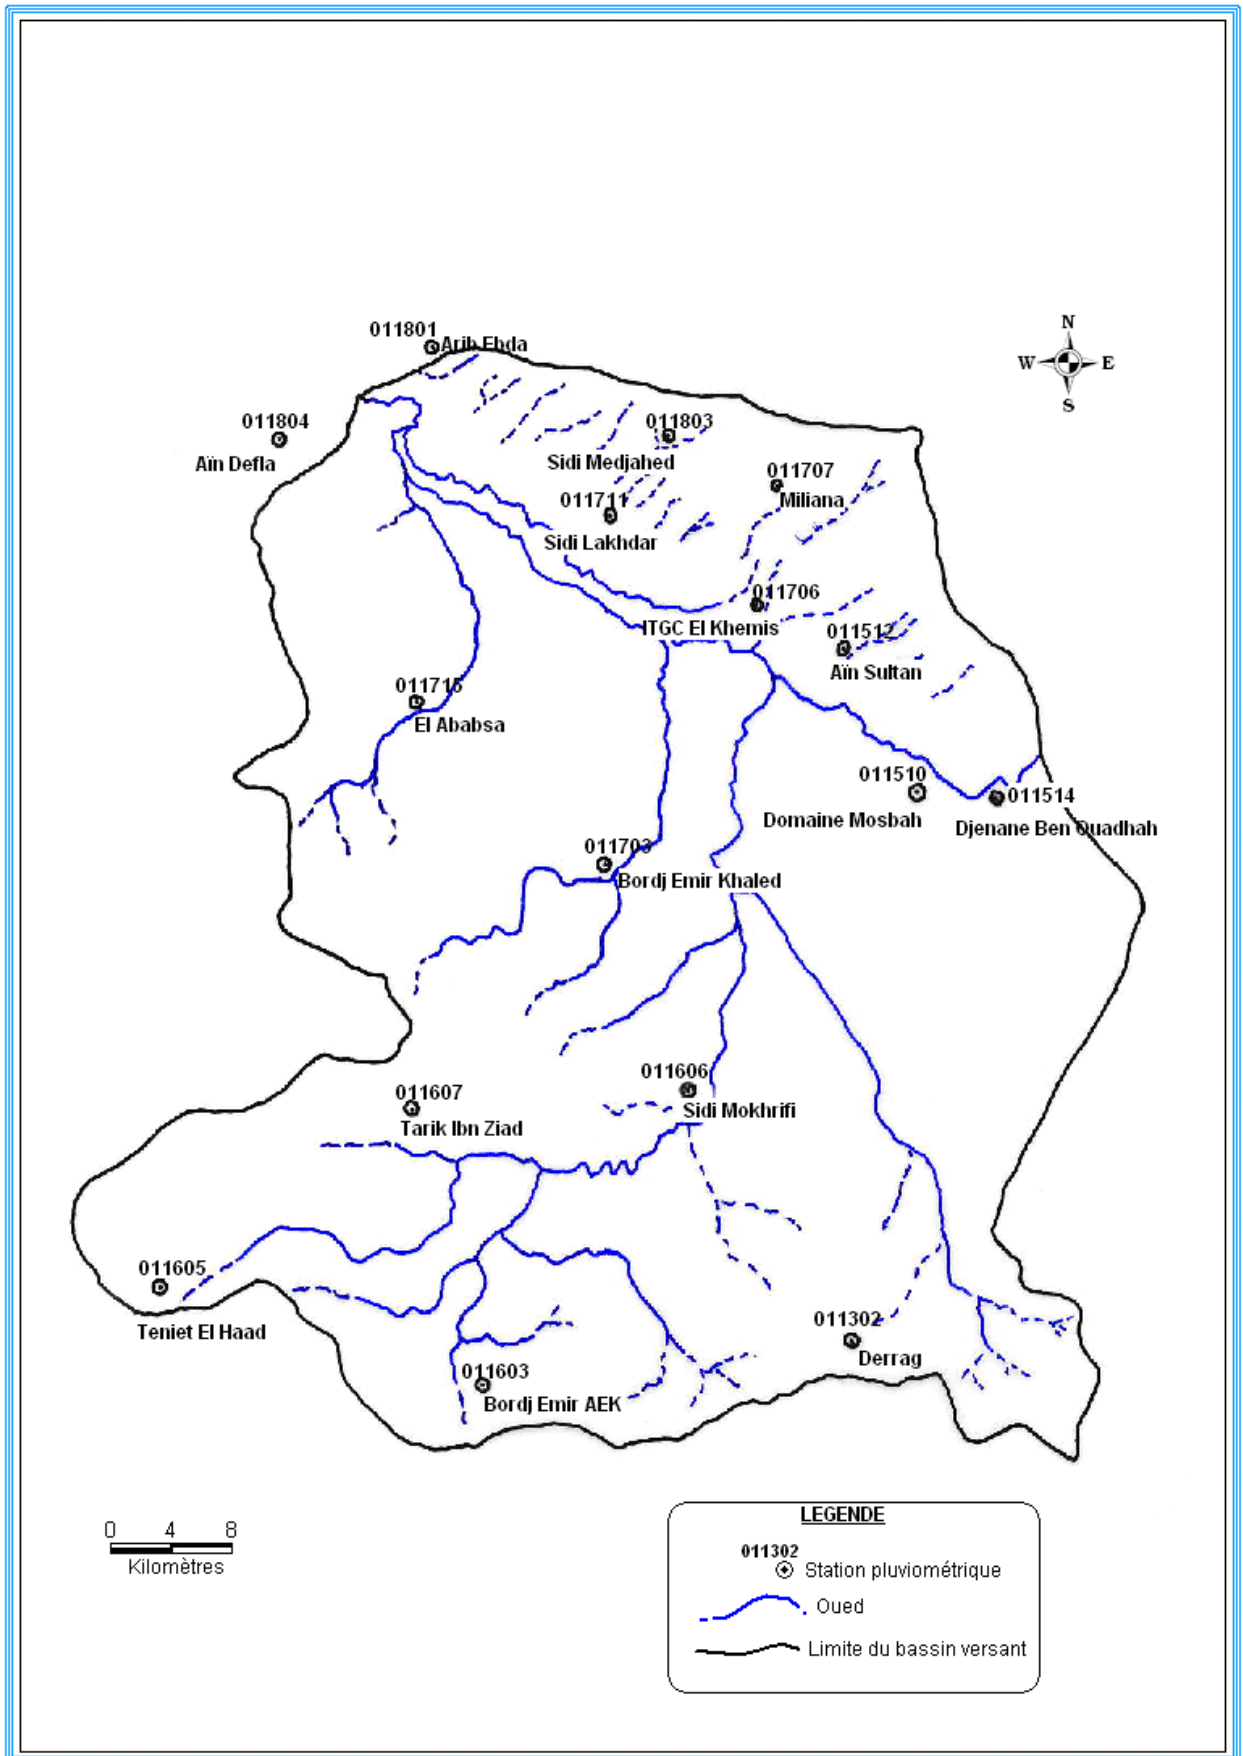 N
W E
S
011801
Arib Ebda
011804
Aïn Defla
011803
Sidi Medjahed
011707
Miliana
011711
Sidi Lakhdar
011706
ITGC El Khemis
011512
Aïn Sultan
011715
El Ababsa
011510
Domaine Mosbah
011514
Djenane Ben Ouadhah
011703
Bordj Emir Khaled
011606
Sidi Mokhrifi
011607
Tarik Ibn Ziad
011605
Teniet El Haad
011302
Derrag
011603
Bordj Emir AEK
0 4 8
Kilomètres
LEGENDE
011302
Station pluviométrique
Oued
Limite du bassin versant